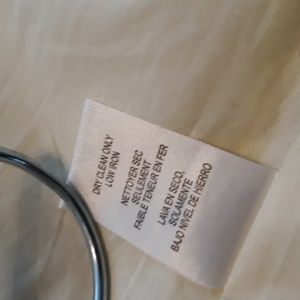 DRY CLEAN ONLY
LOW IRON
NETTOYER SEC
SEULEMENT
FAIBLE TENEUR EN FER
LAVA EN SECO,
SOLAMENTE
BAJO NIVEL DE HIERRO